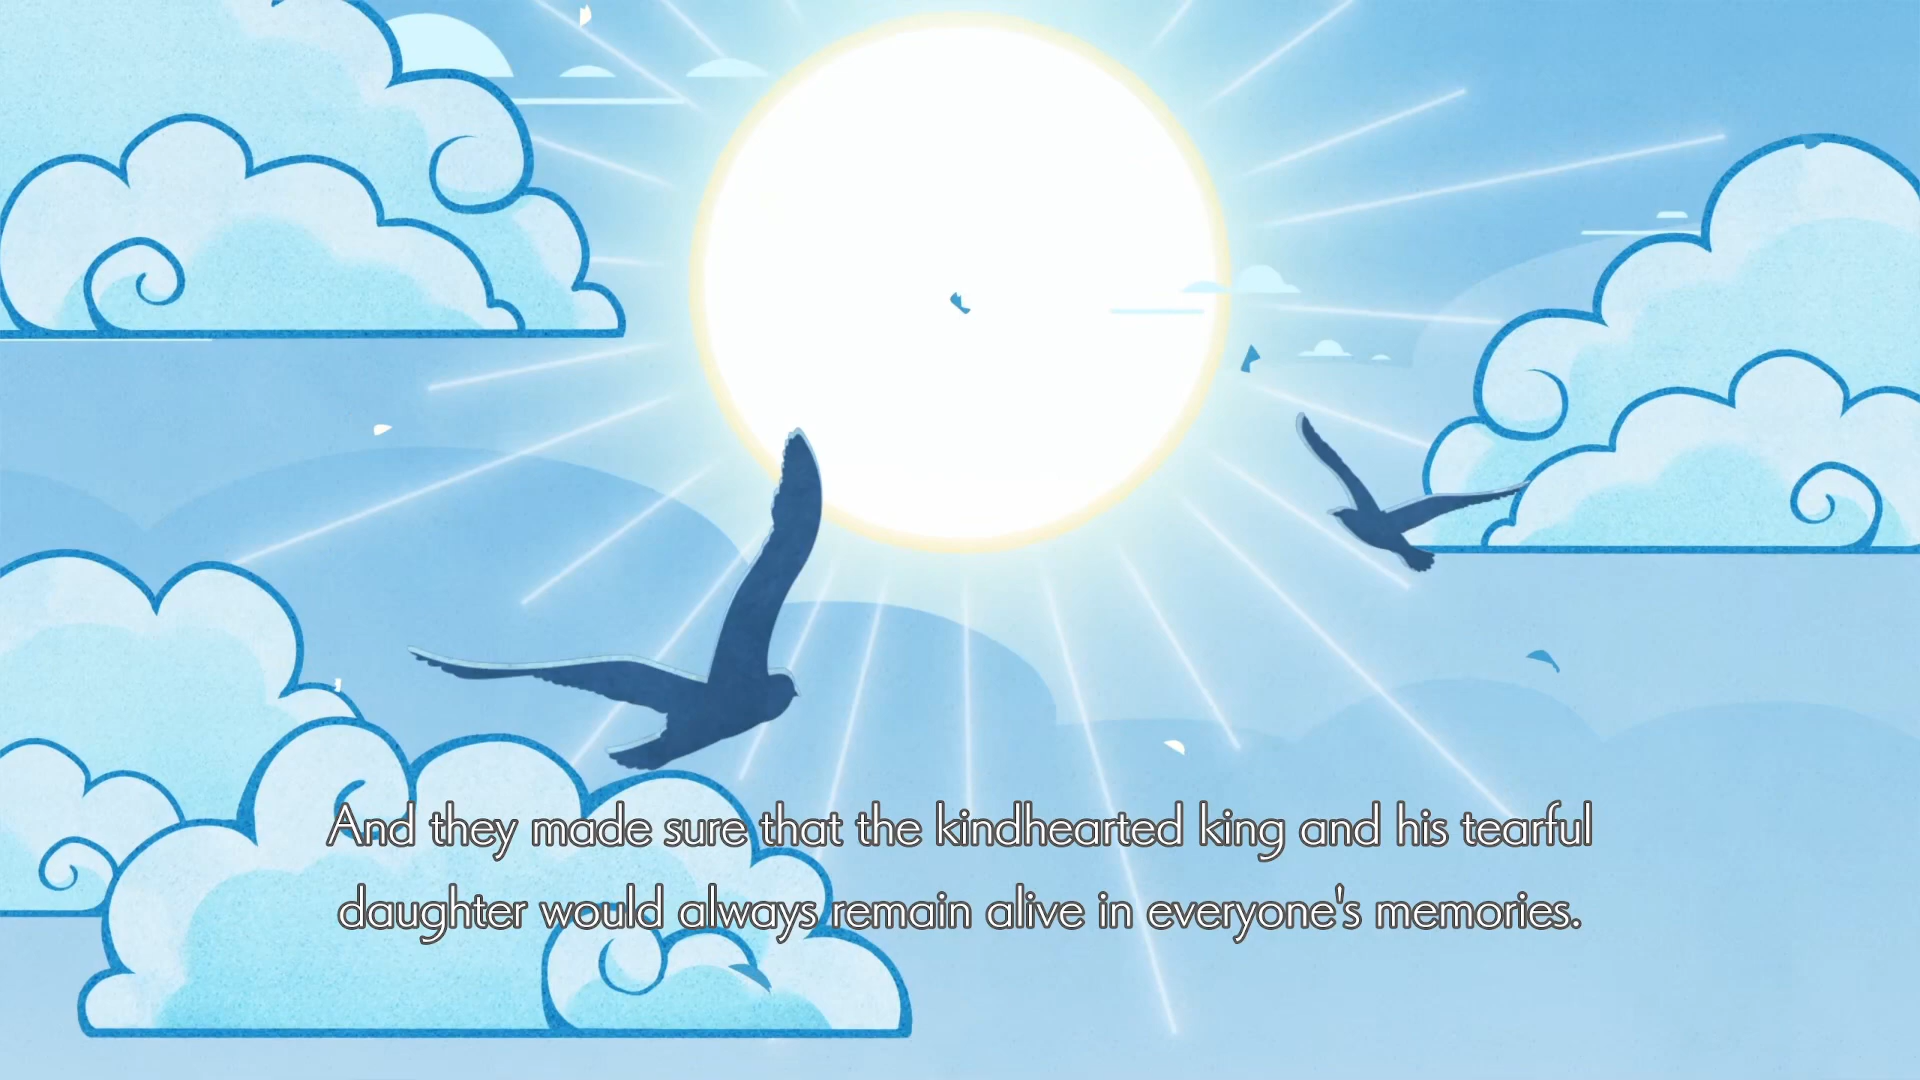 And they made sure that the kindhearted king and his tearful
daughter would always remain alive in everyone's memories.